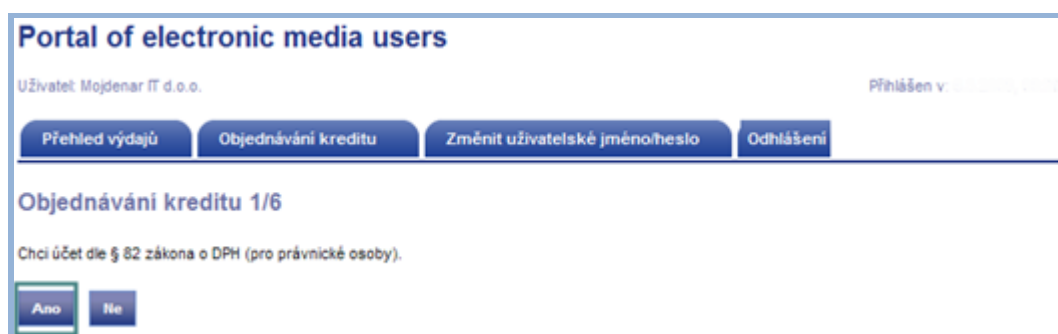 Portal of electronic media users
Uživatel: Mojdenar IT d.o.o. Přihlášen v:
Přehled výdajů Objednávání kreditu Změnit uživatelské jméno/heslo Odhlášení
Objednávání kreditu 1/6
Chci účet dle § 82 zákona o DPH (pro právnické osoby).
Ano Ne